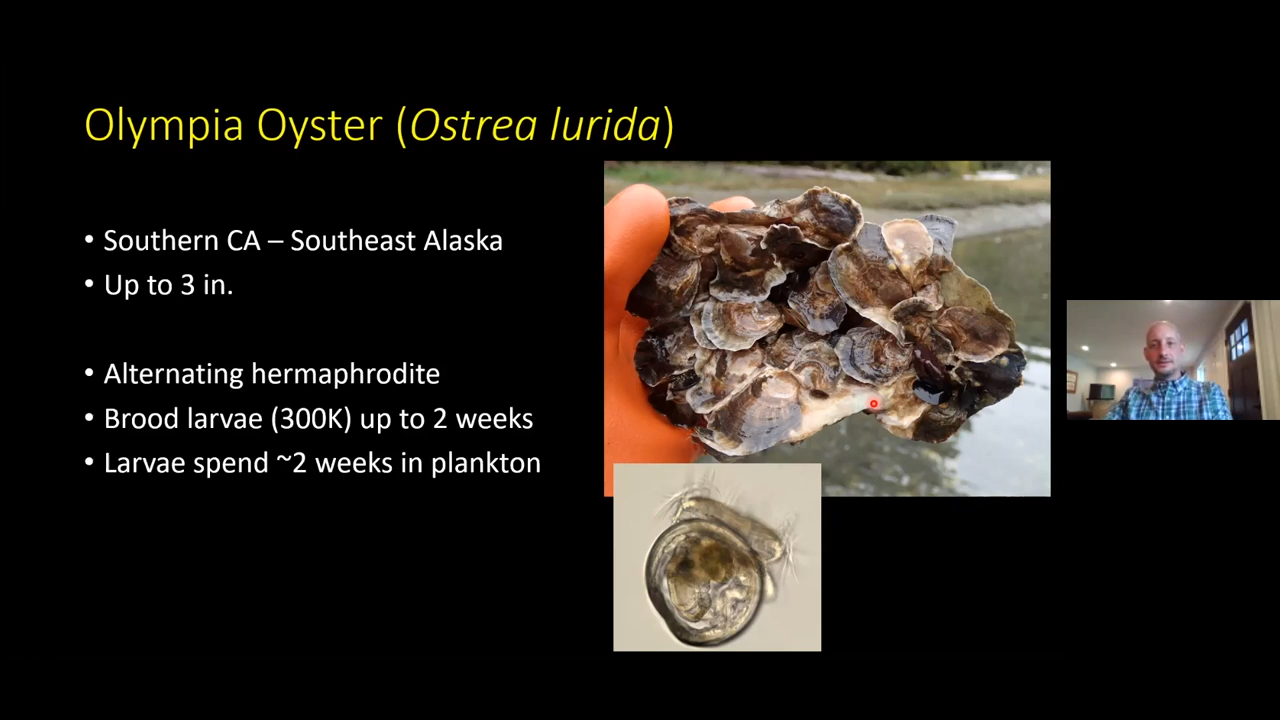 Olympia Oyster (Ostrea lurida)
• Southern CA – Southeast Alaska
• Up to 3 in.
• Alternating hermaphrodite
• Brood larvae (300K) up to 2 weeks
• Larvae spend ~2 weeks in plankton